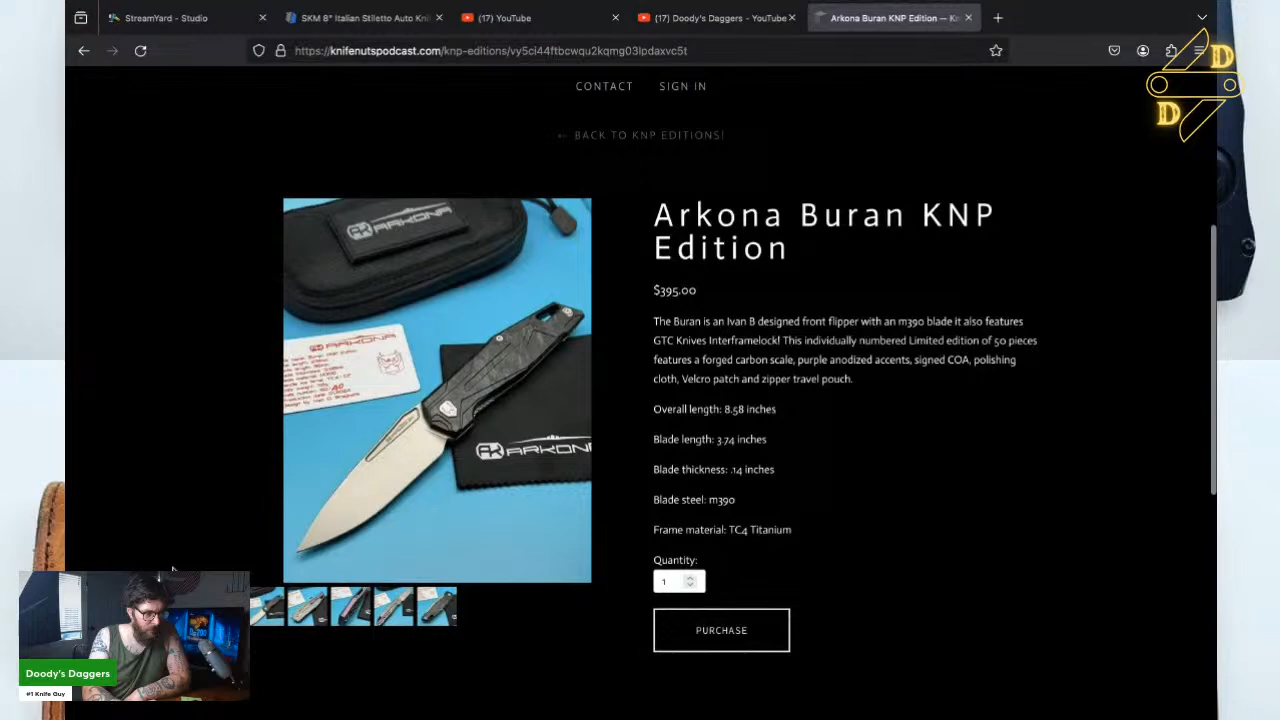 StreamYard - Studio
SKM 8" Italian Stiletto Auto Kni
(17) YouTube
(17) Doody's Daggers - YouTube
Arkona Buran KNP Edition — Kn
https://knifenutspodcast.com/knp-editions/vy5ci44ftbcwqu2kqmg03lpdaxvc5t
D
D
CONTACT SIGN IN
← BACK TO KNP EDITIONS!
AK ARKONA
ARKONA
AK ARKONA
Arkona Buran KNP
Edition
$395.00
The Buran is an Ivan B designed front flipper with an m390 blade it also features
GTC Knives Interframelock! This individually numbered Limited edition of 50 pieces
features a forged carbon scale, purple anodized accents, signed COA, polishing
cloth, Velcro patch and zipper travel pouch.
Overall length: 8.58 inches
Blade length: 3.74 inches
Blade thickness: .14 inches
Blade steel: m390
Frame material: TC4 Titanium
Quantity:
1
PURCHASE
Doody's Daggers
#1 Knife Guy